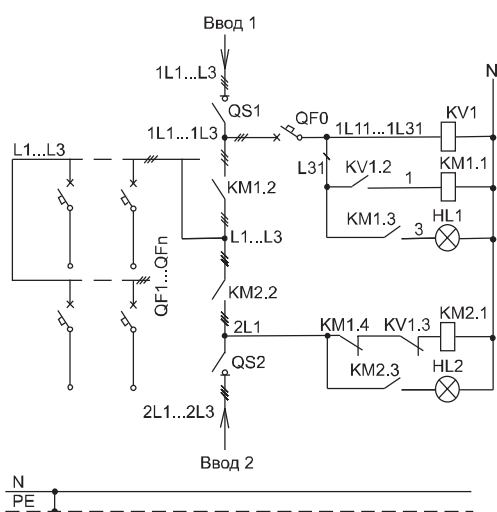 Ввод 1
1L1...L3
N
QS1
QF0
KV1
1L1...1L3
1L11...1L31
L1...L3
L31
KV1.2
1
KM1.1
KM1.2
KM1.3
3
HL1
L1...L3
QF1...QFn
KM2.2
2L1
KM1.4
KV1.3
KM2.1
QS2
KM2.3
HL2
2L1...2L3
Ввод 2
N
PE